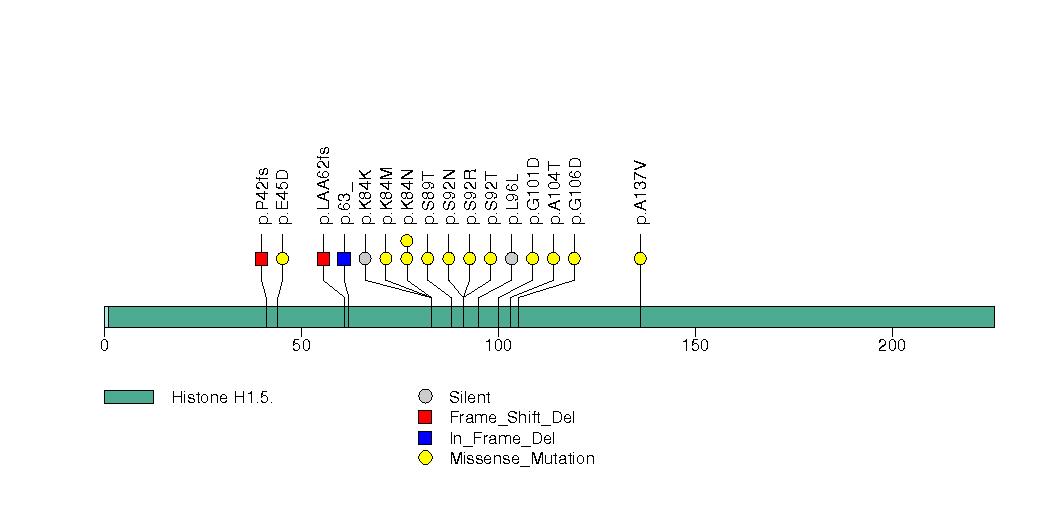 p.P42fs
p.E45D
p.LAA62fs
p.63_
p.K84K
p.K84M
p.K84N
p.S89T
p.S92N
p.S92R
p.S92T
p.L96L
p.G101D
p.A104T
p.G106D
p.A137V
0 50 100 150 200
Histone H1.5.
Silent
Frame_Shift_Del
In_Frame_Del
Missense_Mutation